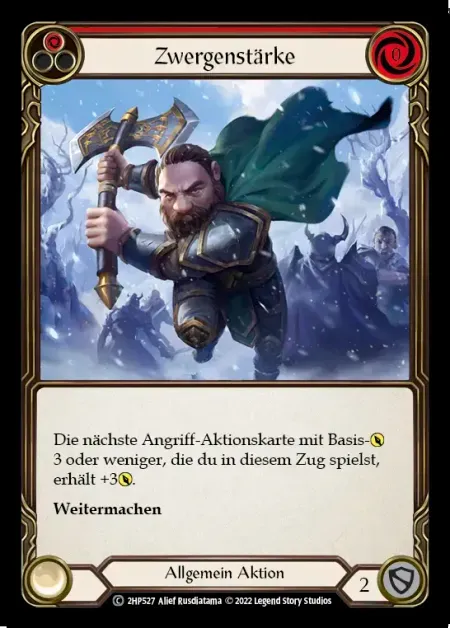 Zwergenstärke
0
Die nächste Angriff-Aktionskarte mit Basis-
3 oder weniger, die du in diesem Zug spielst,
erhält +3.
Weitermachen
Allgemein Aktion
2
C 2HP527 Alief Rusdiatama © 2022 Legend Story Studios